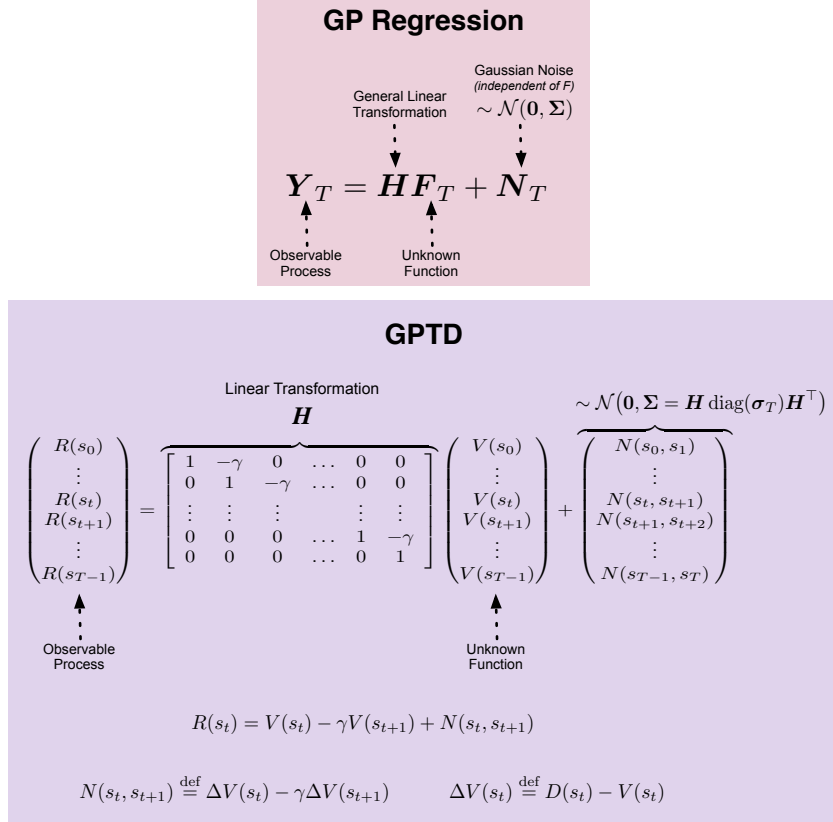 GP Regression
Gaussian Noise
(independent of F)
General Linear
Transformation
∼ 𝒩(𝟎, 𝚺)
𝒀_T = 𝑯𝑭_T + 𝑵_T
Observable
Process
Unknown
Function
GPTD
Linear Transformation
𝑯
∼ 𝒩(𝟎, 𝚺 = 𝑯 diag(𝝈_T)𝑯^⊤)
R(s_0) 1 −γ 0 … 0 0 V(s_0) N(s_0, s_1)
⋮ 0 1 −γ … 0 0 ⋮ ⋮
R(s_t) = ⋮ ⋮ ⋮ ⋮ ⋮ V(s_t) + N(s_t, s_{t+1})
R(s_{t+1}) 0 0 0 … 1 −γ V(s_{t+1}) N(s_{t+1}, s_{t+2})
⋮ 0 0 0 … 0 1 ⋮ ⋮
R(s_{T−1}) V(s_{T−1}) N(s_{T−1}, s_T)
Observable
Process
Unknown
Function
R(s_t) = V(s_t) − γV(s_{t+1}) + N(s_t, s_{t+1})
N(s_t, s_{t+1}) def= ΔV(s_t) − γΔV(s_{t+1}) ΔV(s_t) def= D(s_t) − V(s_t)